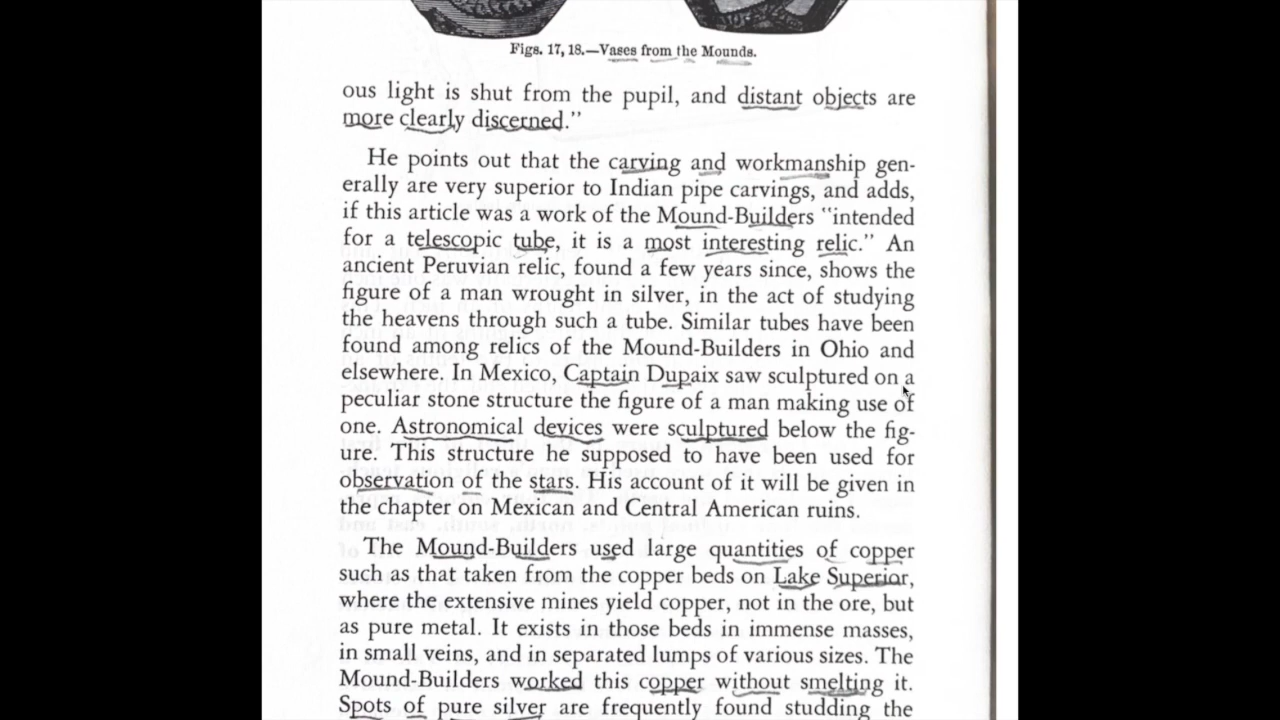 Figs. 17, 18.—Vases from the Mounds.
ous light is shut from the pupil, and distant objects are
more clearly discerned.”
He points out that the carving and workmanship gen-
erally are very superior to Indian pipe carvings, and adds,
if this article was a work of the Mound-Builders “intended
for a telescopic tube, it is a most interesting relic.” An
ancient Peruvian relic, found a few years since, shows the
figure of a man wrought in silver, in the act of studying
the heavens through such a tube. Similar tubes have been
found among relics of the Mound-Builders in Ohio and
elsewhere. In Mexico, Captain Dupaix saw sculptured on a
peculiar stone structure the figure of a man making use of
one. Astronomical devices were sculptured below the fig-
ure. This structure he supposed to have been used for
observation of the stars. His account of it will be given in
the chapter on Mexican and Central American ruins.
The Mound-Builders used large quantities of copper
such as that taken from the copper beds on Lake Superior,
where the extensive mines yield copper, not in the ore, but
as pure metal. It exists in those beds in immense masses,
in small veins, and in separated lumps of various sizes. The
Mound-Builders worked this copper without smelting it.
Spots of pure silver are frequently found studding the